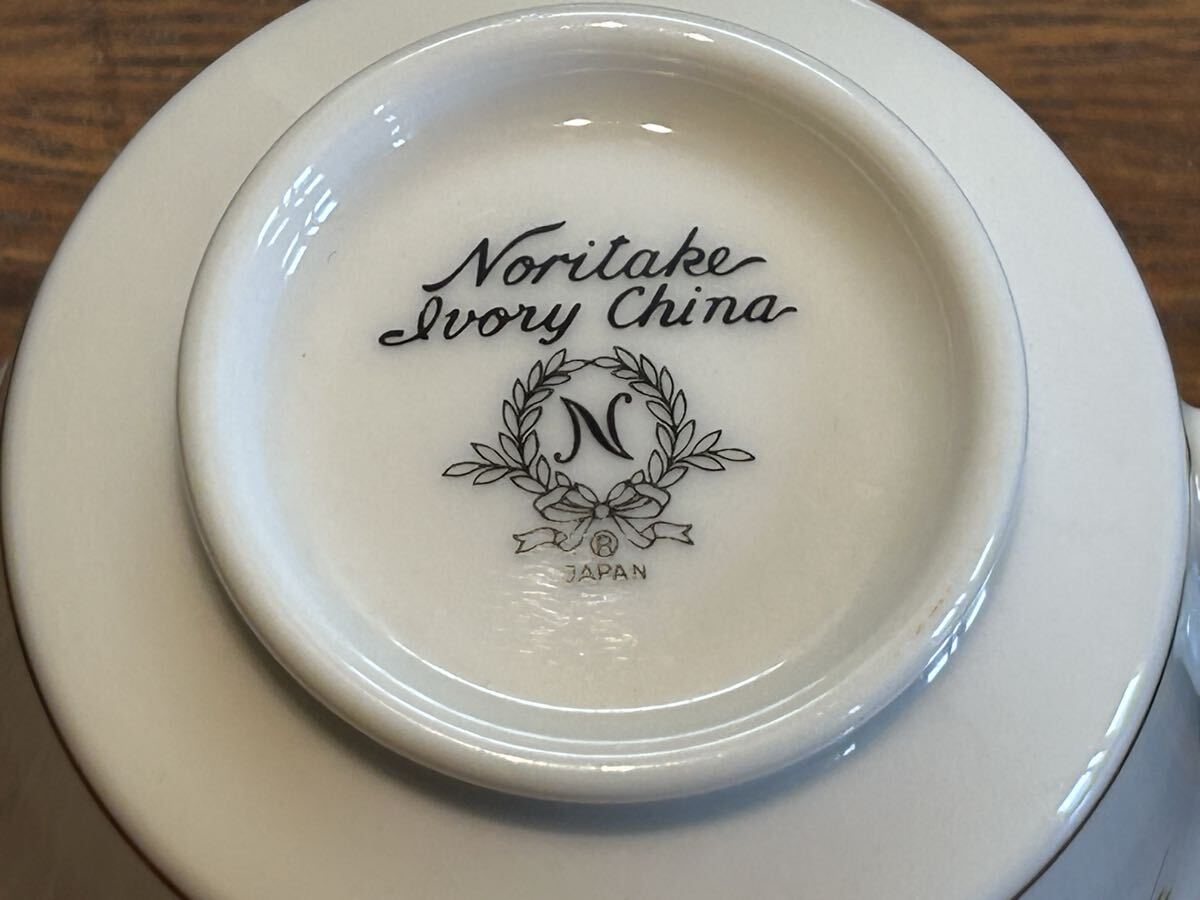 Noritake
Ivory China
N
®
JAPAN